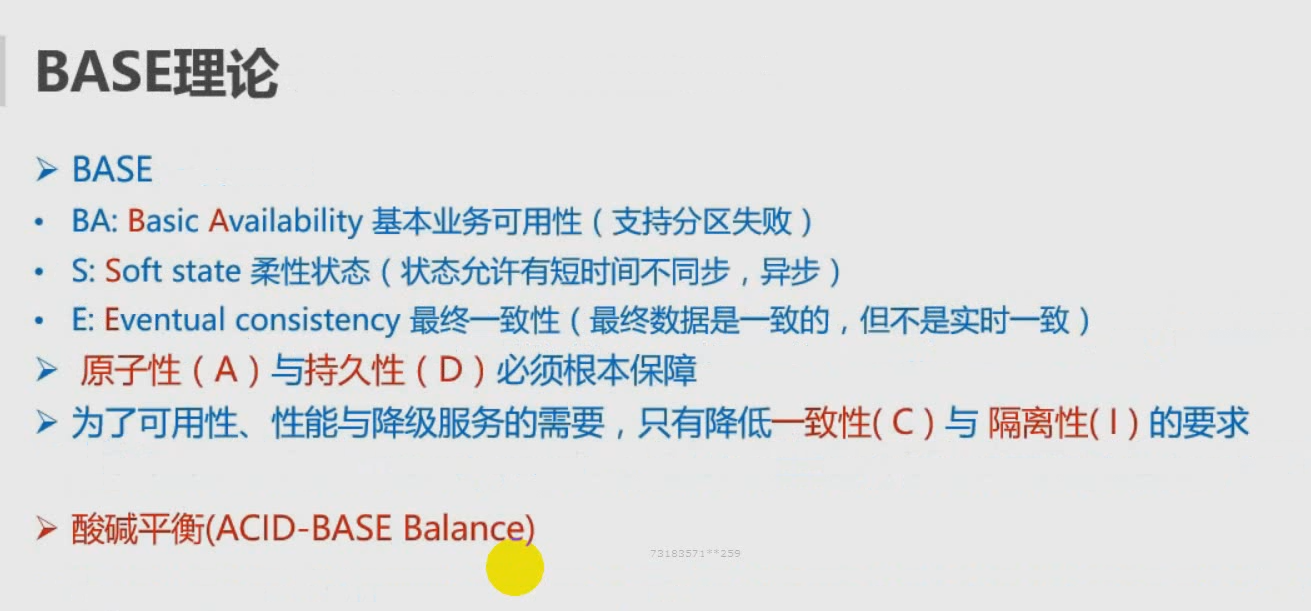 BASE理论
➢ BASE
• BA: Basic Availability 基本业务可用性（支持分区失败）
• S: Soft state 柔性状态（状态允许有短时间不同步，异步）
• E: Eventual consistency 最终一致性（最终数据是一致的，但不是实时一致）
➢ 原子性（A）与持久性（D）必须根本保障
➢ 为了可用性、性能与降级服务的需要，只有降低一致性( C ) 与 隔离性( I ) 的要求
➢ 酸碱平衡(ACID-BASE Balance)
73183571**259